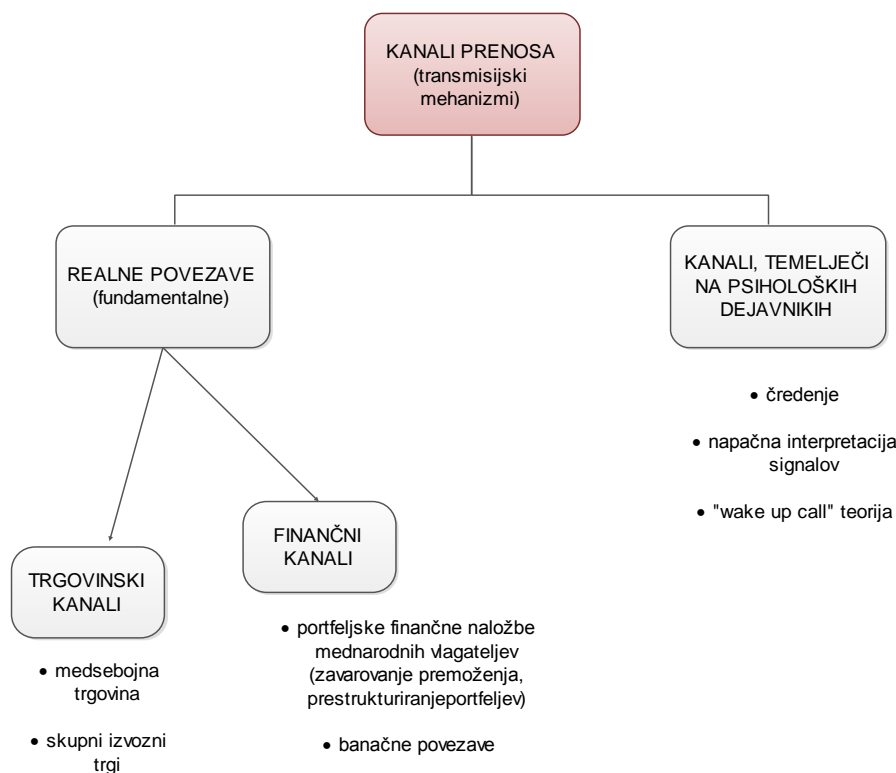 KANALI PRENOSA
(transmisijski
mehanizmi)
REALNE POVEZAVE
(fundamentalne)
KANALI, TEMELJEČI
NA PSIHOLOŠKIH
DEJAVNIKIH
• čredenje
• napačna interpretacija
signalov
• "wake up call" teorija
TRGOVINSKI
KANALI
• medsebojna
trgovina
• skupni izvozni
trgi
FINANČNI
KANALI
• portfeljske finančne naložbe
mednarodnih vlagateljev
(zavarovanje premoženja,
prestrukturiranjeportfeljev)
• banačne povezave